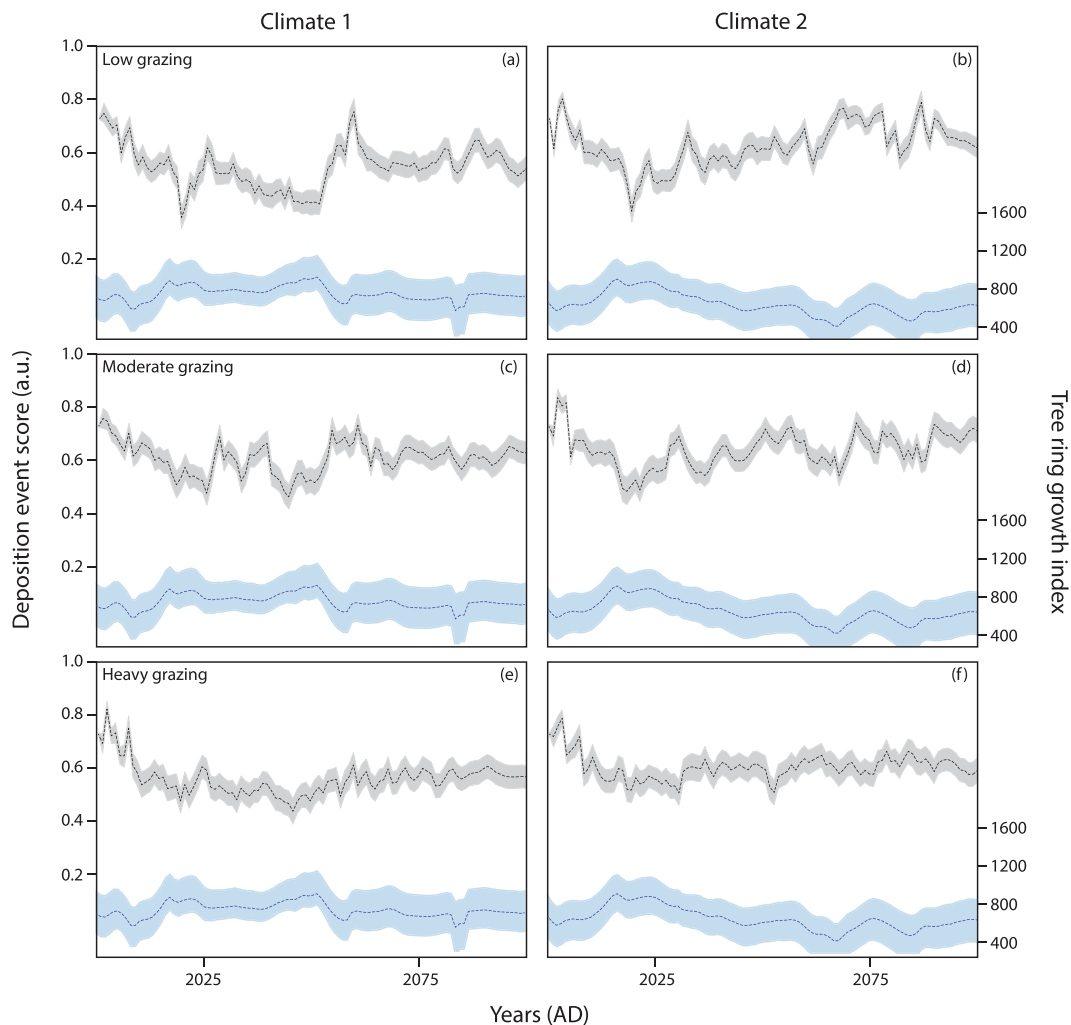 Climate 1
Climate 2
1.0
Low grazing
(a)
(b)
0.8
0.6
0.4
0.2
1600
1200
800
400
1.0
Moderate grazing
(c)
(d)
0.8
0.6
0.4
0.2
1600
1200
800
400
1.0
Heavy grazing
(e)
(f)
0.8
0.6
0.4
0.2
1600
1200
800
400
Deposition event score (a.u.)
Tree ring growth index
2025
2075
2025
2075
Years (AD)